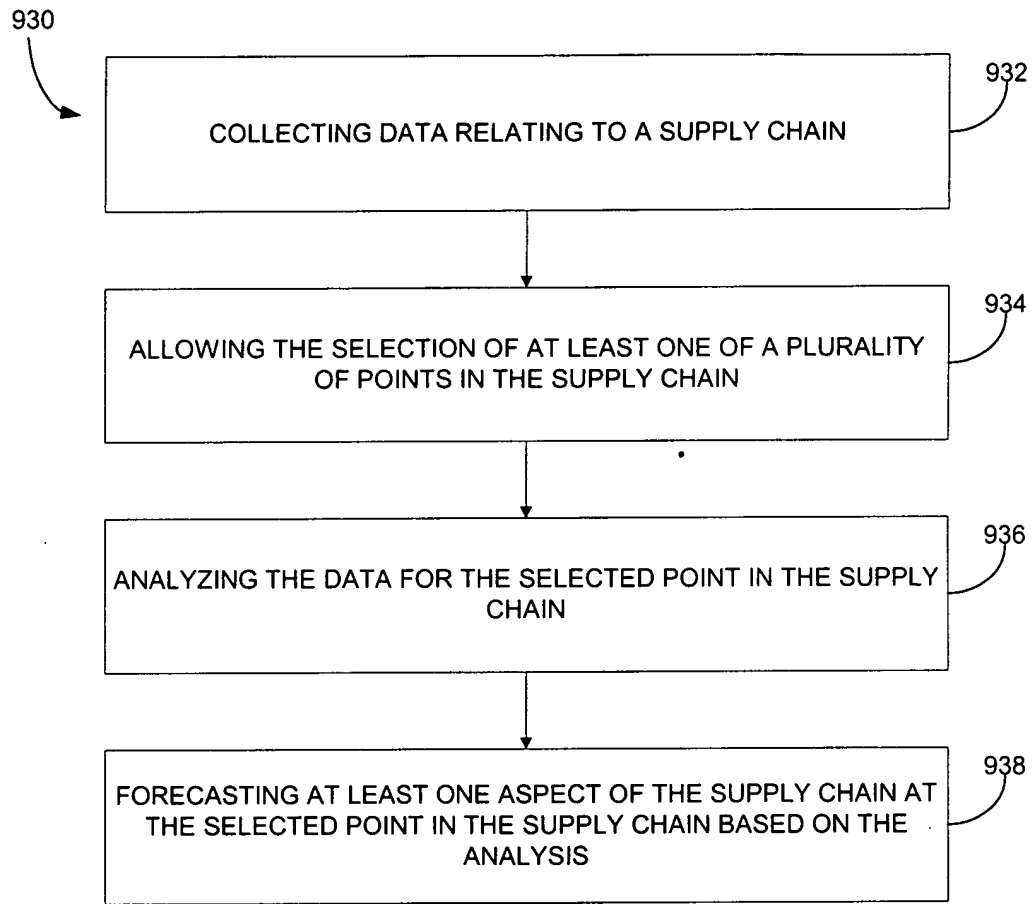 930
932
COLLECTING DATA RELATING TO A SUPPLY CHAIN
934
ALLOWING THE SELECTION OF AT LEAST ONE OF A PLURALITY
OF POINTS IN THE SUPPLY CHAIN
936
ANALYZING THE DATA FOR THE SELECTED POINT IN THE SUPPLY
CHAIN
938
FORECASTING AT LEAST ONE ASPECT OF THE SUPPLY CHAIN AT
THE SELECTED POINT IN THE SUPPLY CHAIN BASED ON THE
ANALYSIS